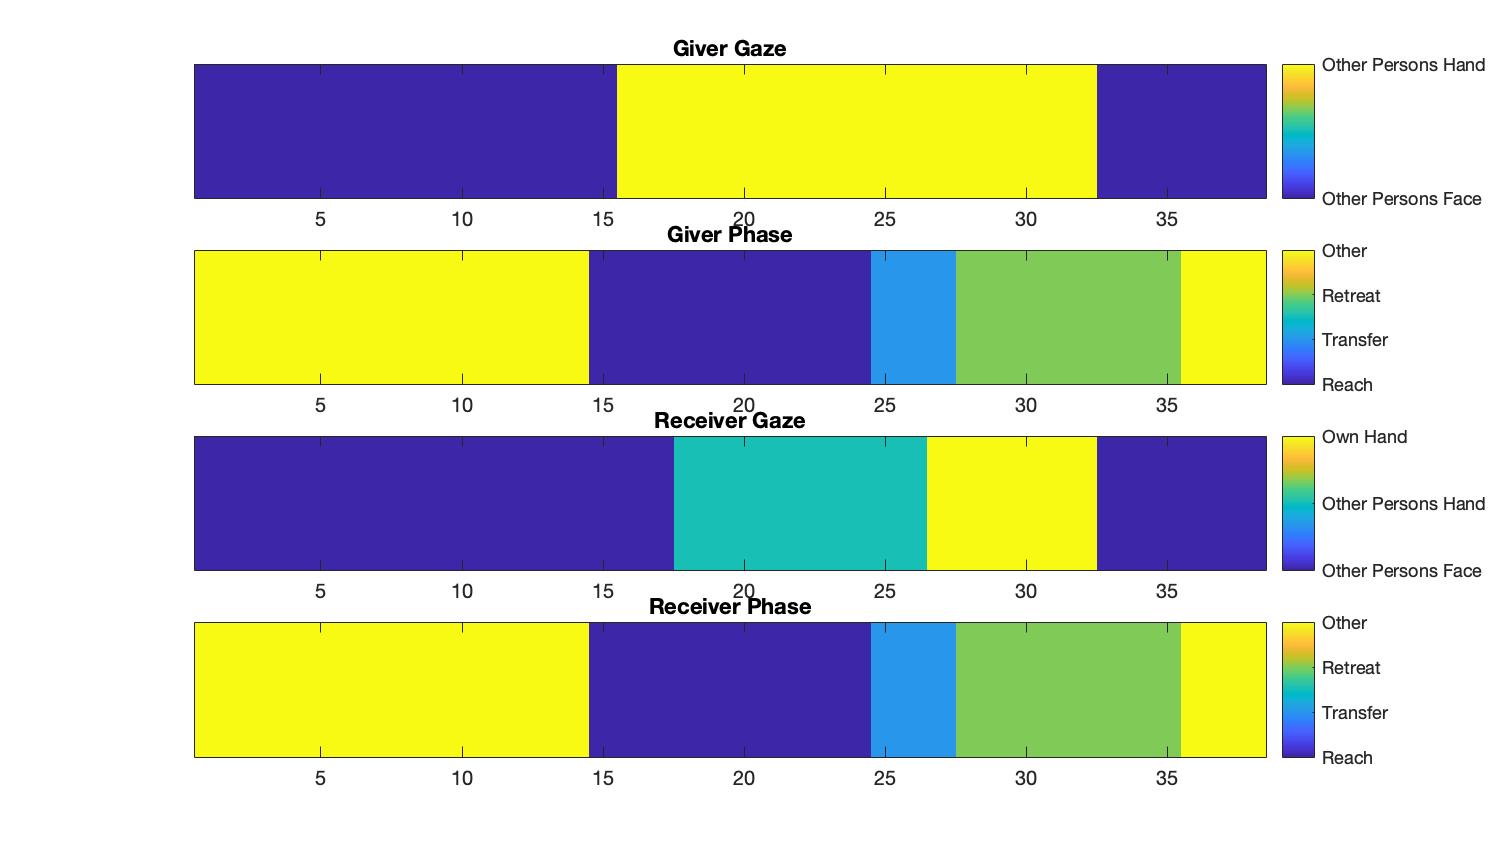 Giver Gaze
Other Persons Hand
Other Persons Face
5 10 15 20 25 30 35
Giver Phase
Other
Retreat
Transfer
Reach
5 10 15 20 25 30 35
Receiver Gaze
Own Hand
Other Persons Hand
Other Persons Face
5 10 15 20 25 30 35
Receiver Phase
Other
Retreat
Transfer
Reach
5 10 15 20 25 30 35